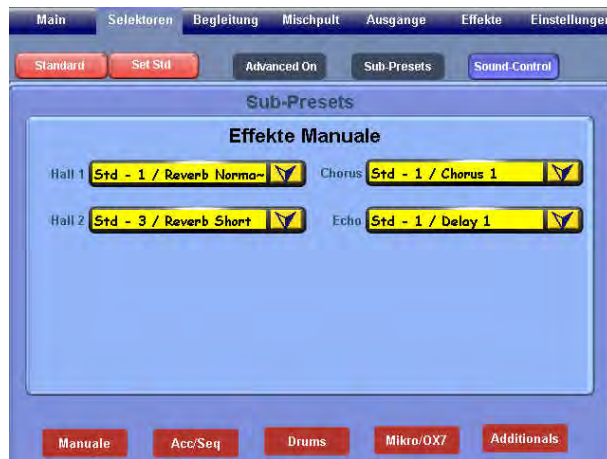 Main Selektoren Begleitung Mischpult Ausgange Effekte Einstellunge
Standard Set Std Advanced On Sub-Presets Sound-Control
Sub-Presets
Effekte Manuale
Hall 1 Std - 1 / Reverb Norma~ Chorus Std - 1 / Chorus 1
Hall 2 Std - 3 / Reverb Short Echo Std - 1 / Delay 1
Manuale Acc/Seq Drums Mikro/OX7 Additionals